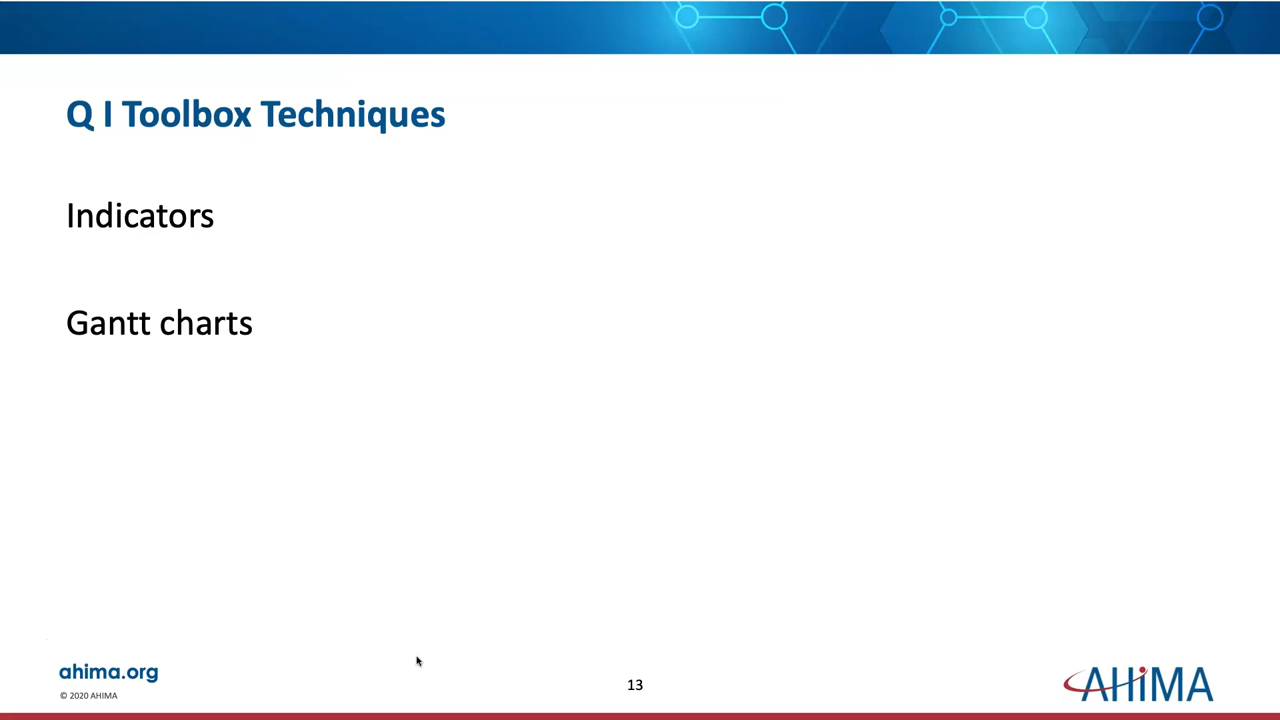 Q I Toolbox Techniques
Indicators
Gantt charts
ahima.org
© 2020 AHIMA
13
AHiMA